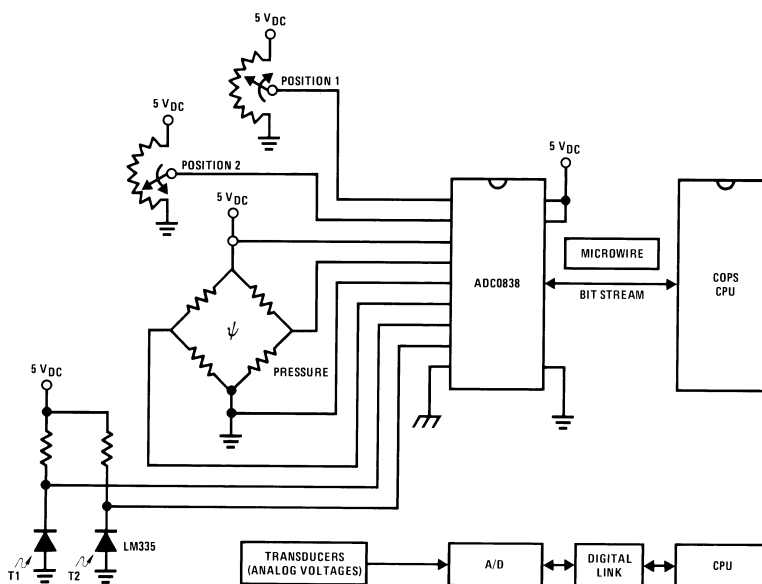 5 VDC
POSITION 1
5 VDC
POSITION 2
5 VDC
5 VDC
MICROWIRE
ADC0838
COPS
CPU
BIT STREAM
ψ
PRESSURE
5 VDC
LM335
T1
T2
TRANSDUCERS
(ANALOG VOLTAGES)
A/D
DIGITAL
LINK
CPU